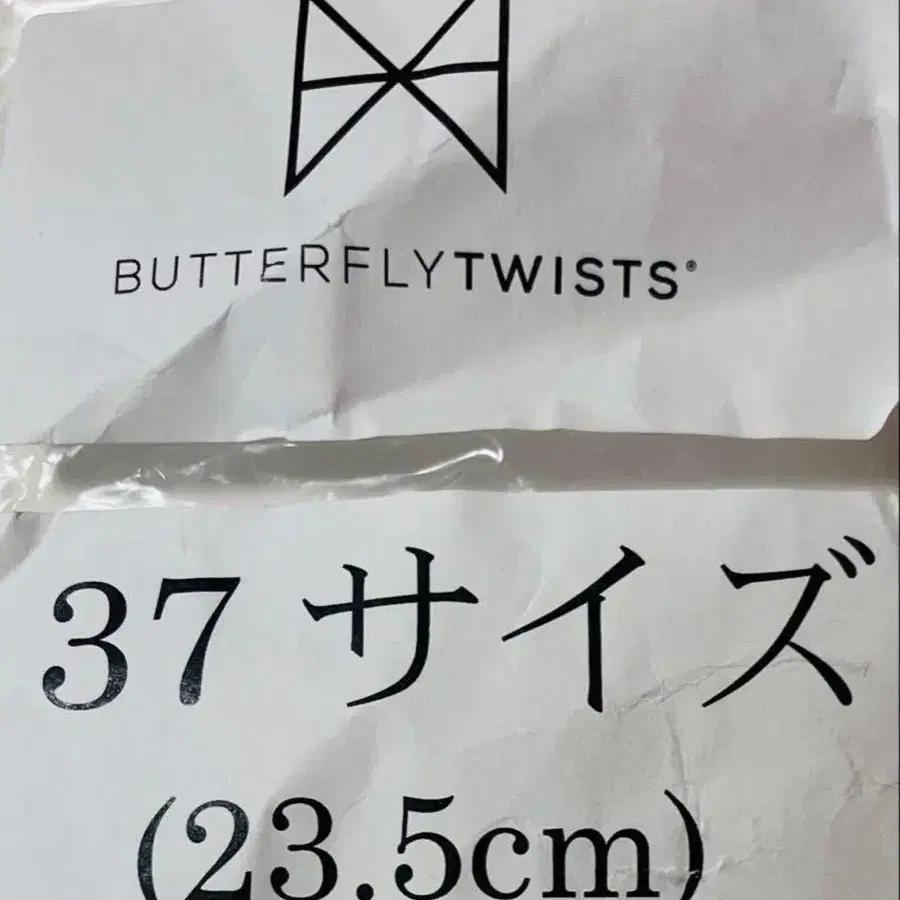 BUTTERFLYTWISTS®
37 サイズ
(23.5cm)